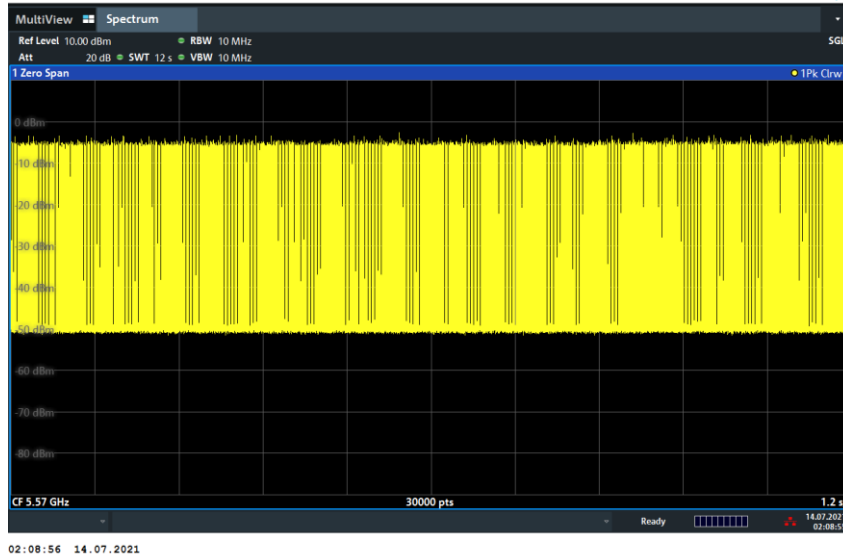 MultiView Spectrum
Ref Level 10.00 dBm RBW 10 MHz SGL
Att 20 dB SWT 12 s VBW 10 MHz
1 Zero Span 1Pk Clrw
0 dBm
-10 dBm
-20 dBm
-30 dBm
-40 dBm
-50 dBm
-60 dBm
-70 dBm
-80 dBm
CF 5.57 GHz 30000 pts 1.2 s
Ready 14.07.2021
02:08:55
02:08:56 14.07.2021